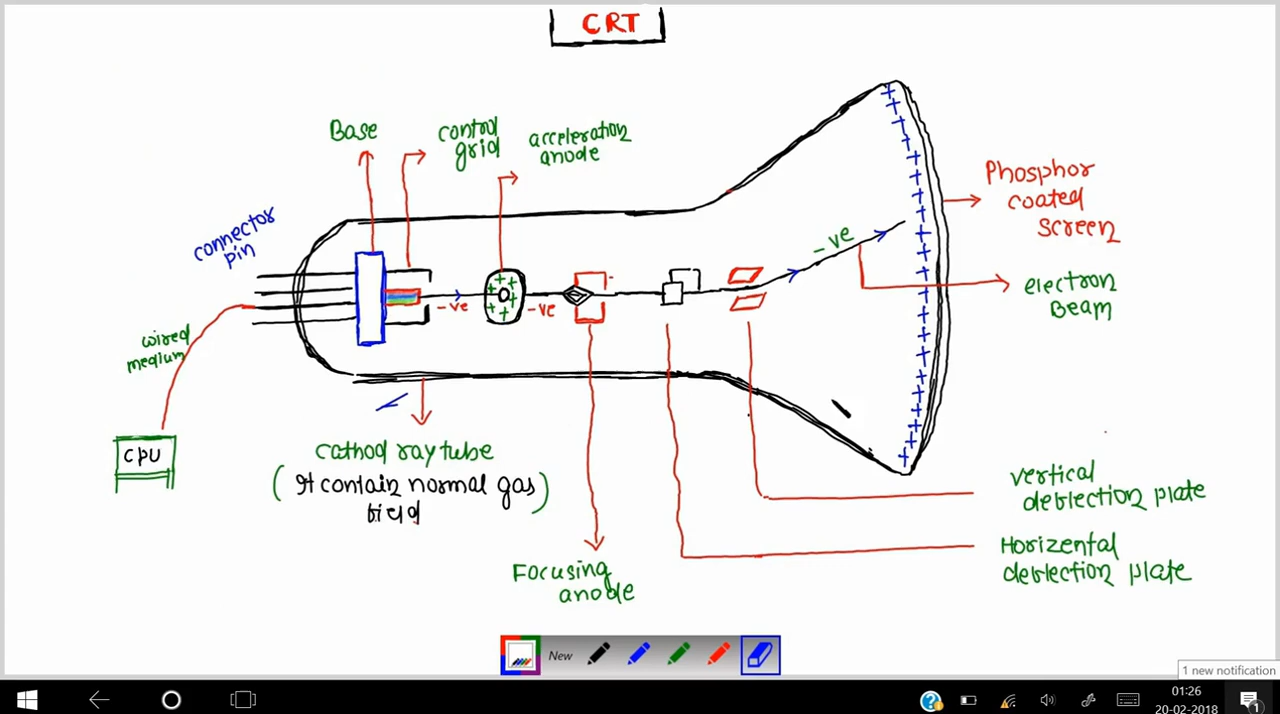 CRT
Base
control
grid
acceleration
anode
connector
pin
Phosphor
coated
screen
-ve
-ve
-ve
electron
Beam
wired
medium
CPU
cathod ray tube
(It contain normal gas
field)
vertical
deflection plate
Horizental
deflection plate
Focusing
anode
New
1 new notification
01:26
20-02-2018
1